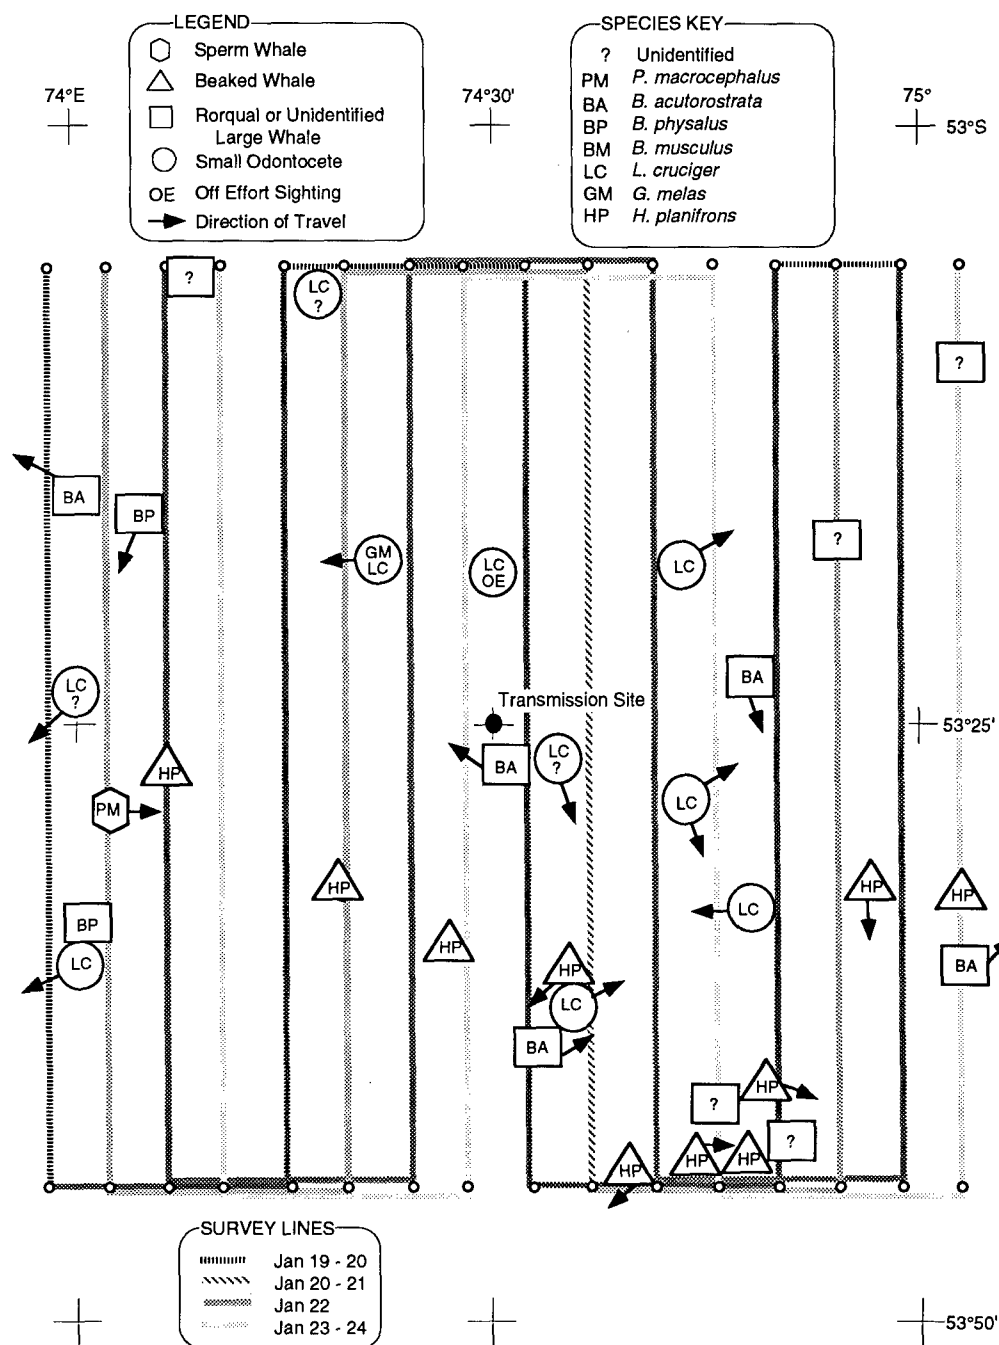 LEGEND
Sperm Whale
Beaked Whale
Rorqual or Unidentified
Large Whale
Small Odontocete
OE Off Effort Sighting
Direction of Travel
SPECIES KEY
? Unidentified
PM P. macrocephalus
BA B. acutorostrata
BP B. physalus
BM B. musculus
LC L. cruciger
GM G. melas
HP H. planifrons
74°E
74°30'
75°
53°S
?
LC
?
?
BA
BP
?
GM
LC
LC
OE
LC
LC
?
BA
Transmission Site
53°25'
HP
BA
LC
?
PM
LC
HP
HP
HP
BP
LC
HP
LC
HP
BA
LC
BA
HP
?
?
HP
HP
HP
SURVEY LINES
Jan 19 - 20
Jan 20 - 21
Jan 22
Jan 23 - 24
53°50'